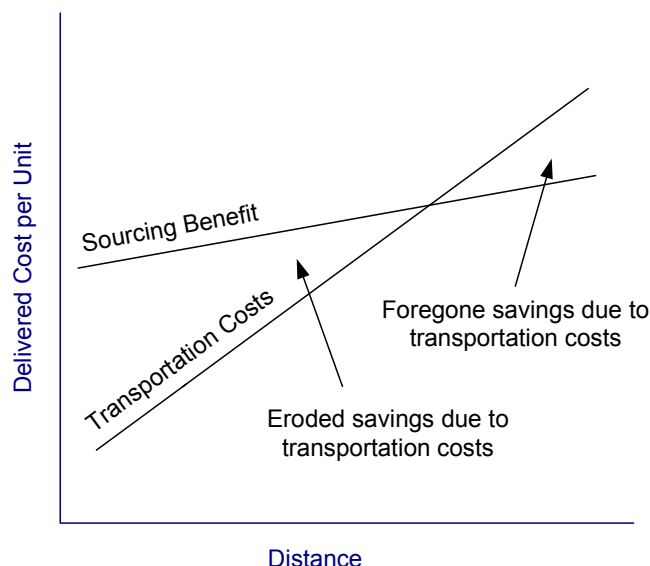 Delivered Cost per Unit
Sourcing Benefit
Transportation Costs
Foregone savings due to
transportation costs
Eroded savings due to
transportation costs
Distance